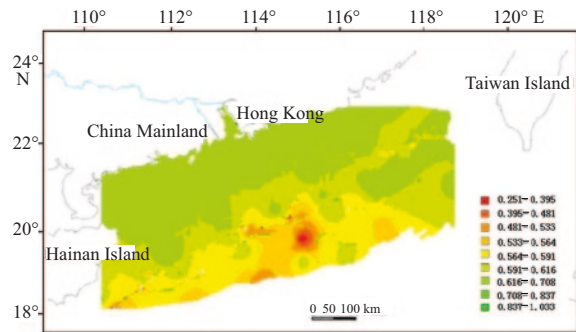 110° 112° 114° 116° 118° 120° E
24°
N
Taiwan Island
Hong Kong
China Mainland
22°
20°
Hainan Island
18°
0.251-0.395
0.395-0.481
0.481-0.533
0.533-0.564
0.564-0.591
0.591-0.616
0.616-0.708
0.708-0.837
0.837-1.033
0 50 100 km